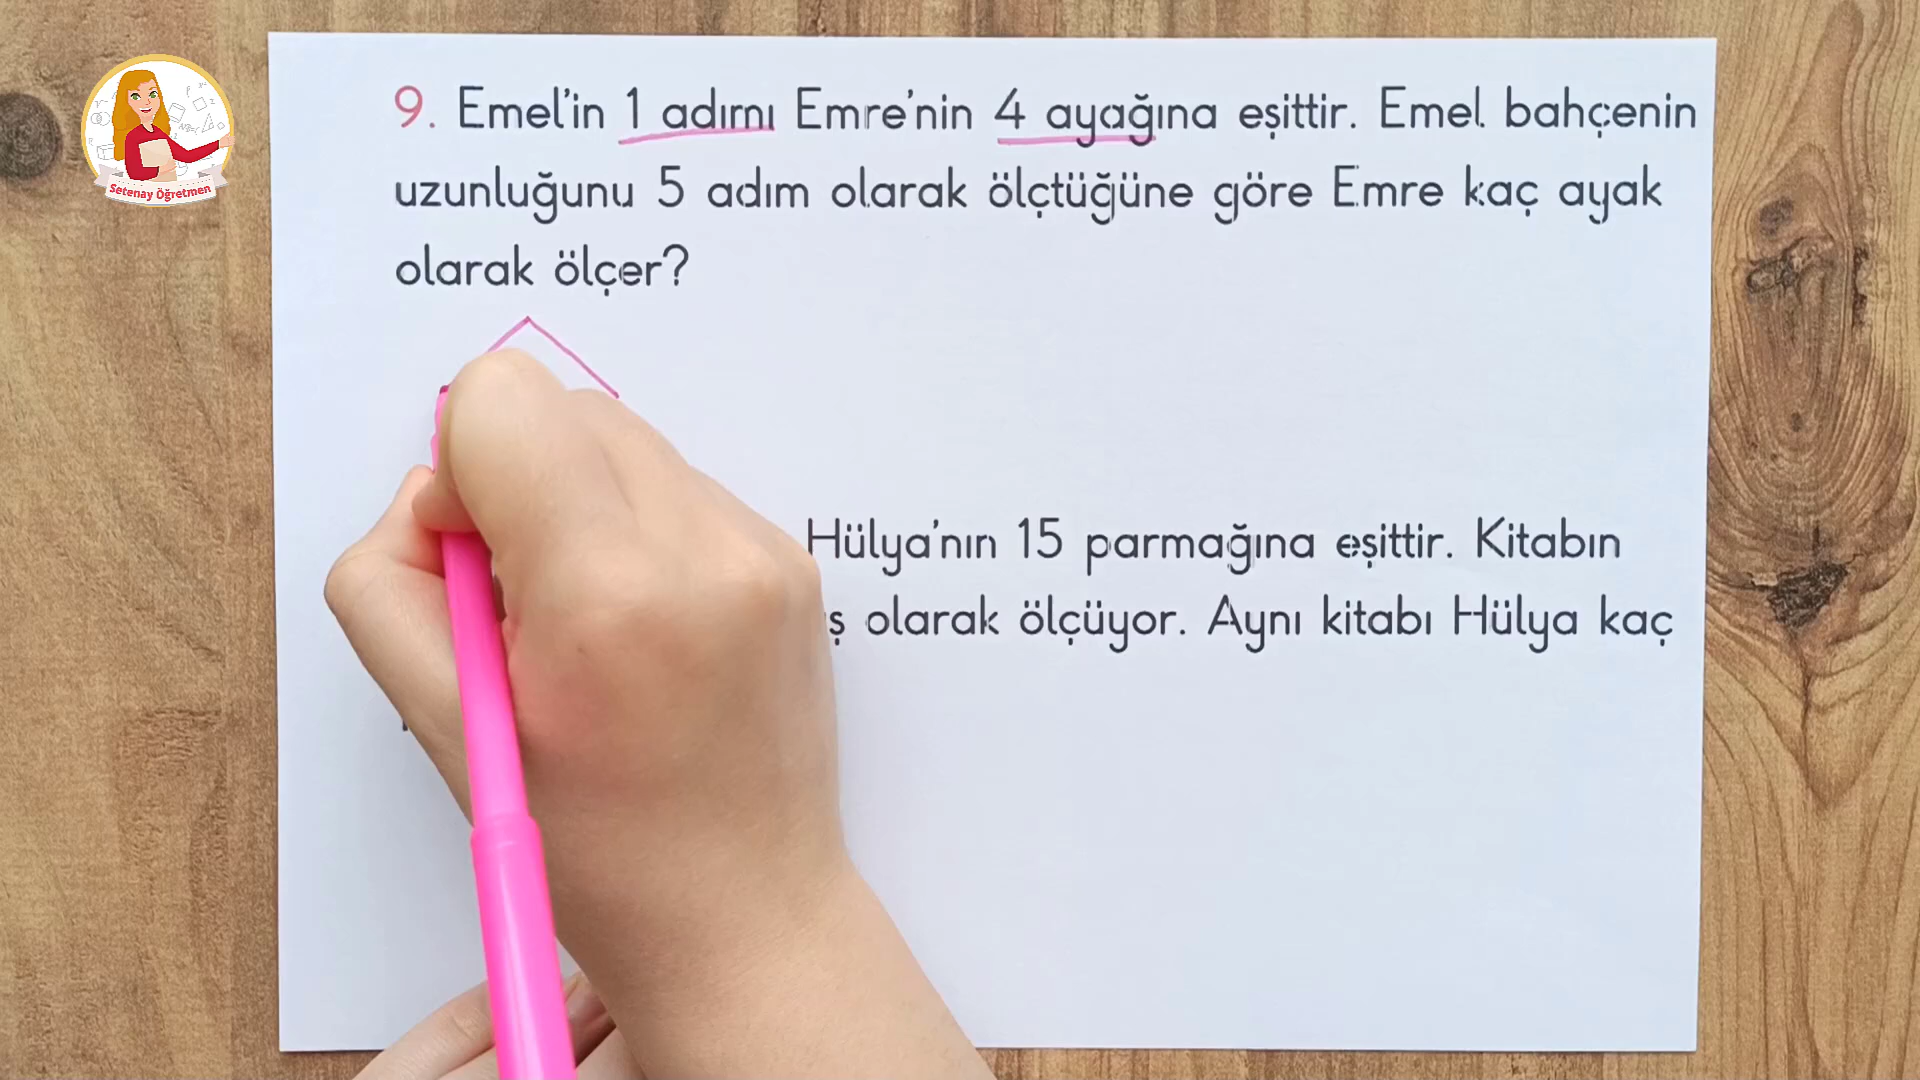 Setenay Öğretmen
9. Emel'in 1 adımı Emre'nin 4 ayağına eşittir. Emel bahçenin
uzunluğunu 5 adım olarak ölçtüğüne göre Emre kaç ayak
olarak ölçer?
Hülya'nın 15 parmağına eşittir. Kitabın
olarak ölçüyor. Aynı kitabı Hülya kaç